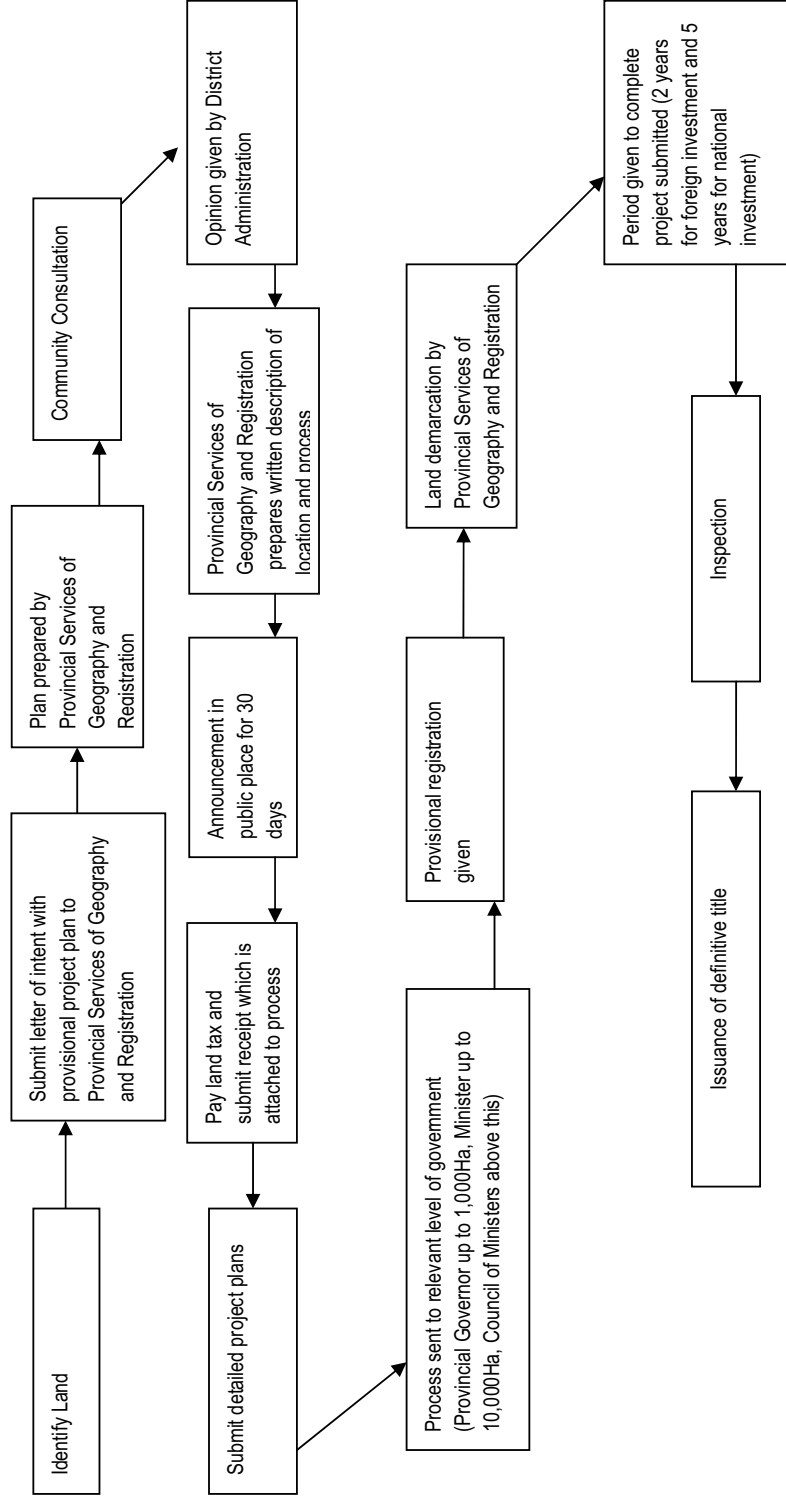 Identify Land
Submit letter of intent with
provisional project plan to
Provincial Services of Geography
and Registration
Plan prepared by
Provincial Services of
Geography and
Registration
Community Consultation
Opinion given by District
Administration
Provincial Services of
Geography and Registration
prepares written description of
location and process
Announcement in
public place for 30
days
Pay land tax and
submit receipt which is
attached to process
Submit detailed project plans
Process sent to relevant level of government
(Provincial Governor up to 1,000Ha, Minister up to
10,000Ha, Council of Ministers above this)
Provisional registration
given
Land demarcation by
Provincial Services of
Geography and Registration
Period given to complete
project submitted (2 years
for foreign investment and 5
years for national
investment)
Inspection
Issuance of definitive title